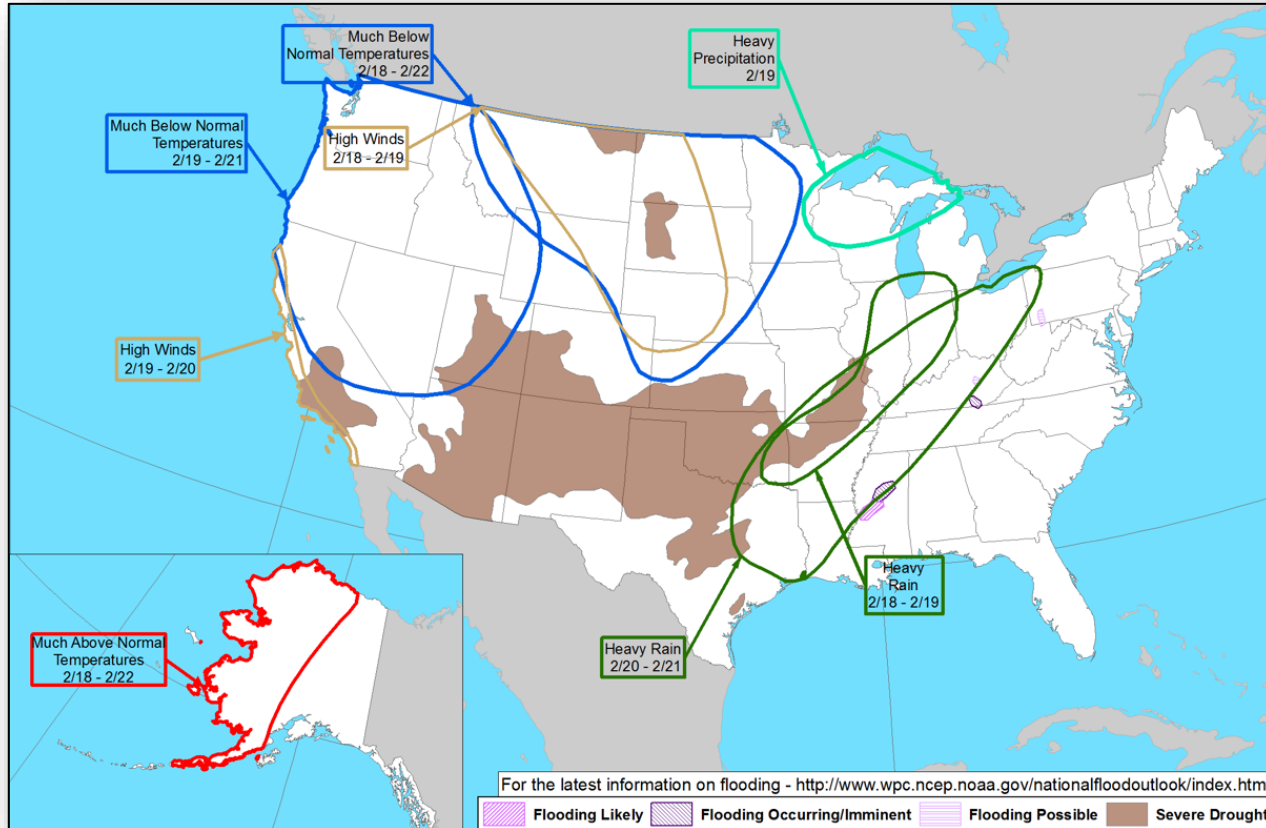 Much Below
Normal Temperatures
2/18 - 2/22
Heavy
Precipitation
2/19
Much Below Normal
Temperatures
2/19 - 2/21
High Winds
2/18 - 2/19
High Winds
2/19 - 2/20
Heavy
Rain
2/18 - 2/19
Much Above Normal
Temperatures
2/18 - 2/22
Heavy Rain
2/20 - 2/21
For the latest information on flooding - http://www.wpc.ncep.noaa.gov/nationalfloodoutlook/index.htm
Flooding Likely Flooding Occurring/Imminent Flooding Possible Severe Drought